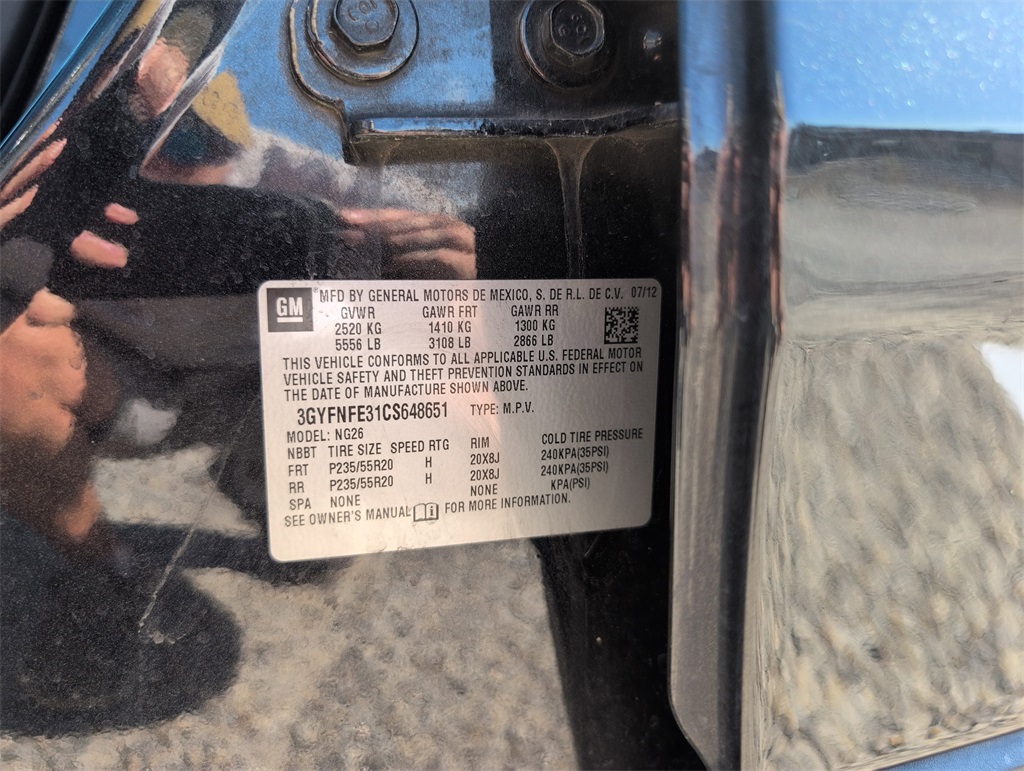 GM
MFD BY GENERAL MOTORS DE MEXICO, S. DE R.L. DE C.V. 07/12
GVWR GAWR FRT GAWR RR
2520 KG 1410 KG 1300 KG
5556 LB 3108 LB 2866 LB
THIS VEHICLE CONFORMS TO ALL APPLICABLE U.S. FEDERAL MOTOR
VEHICLE SAFETY AND THEFT PREVENTION STANDARDS IN EFFECT ON
THE DATE OF MANUFACTURE SHOWN ABOVE.
3GYFNFE31CS648651 TYPE: M.P.V.
MODEL: NG26
NBBT TIRE SIZE SPEED RTG RIM COLD TIRE PRESSURE
FRT P235/55R20 H 20X8J 240KPA(35PSI)
RR P235/55R20 H 20X8J 240KPA(35PSI)
SPA NONE NONE KPA(PSI)
SEE OWNER'S MANUAL FOR MORE INFORMATION.